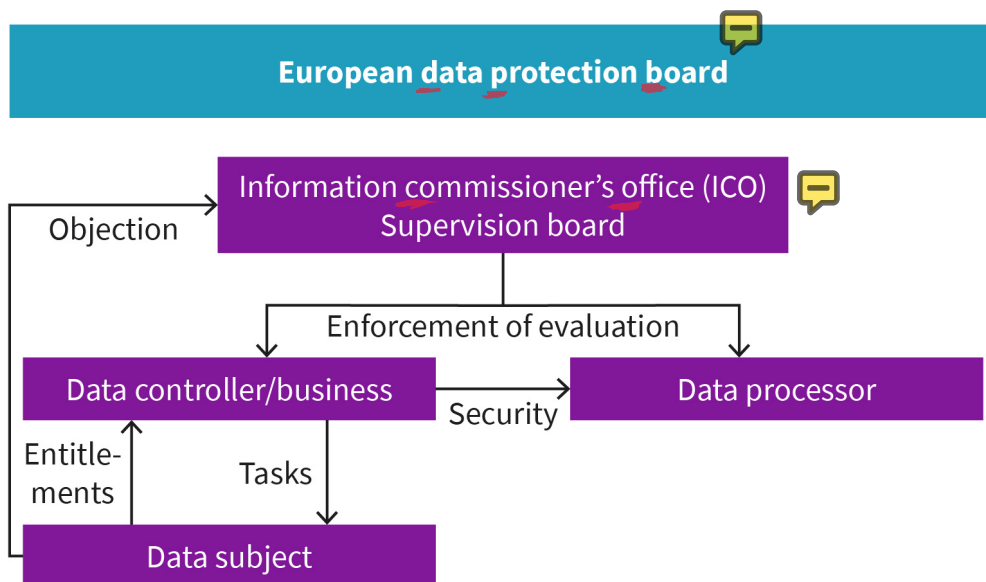 European data protection board
Information commissioner's office (ICO)
Supervision board
Objection
Enforcement of evaluation
Data controller/business
Data processor
Security
Entitle-
ments
Tasks
Data subject